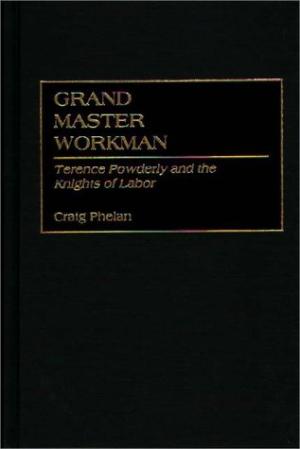 GRAND
MASTER
WORKMAN
Terence Powderly and the
Knights of Labor
Craig Phelan